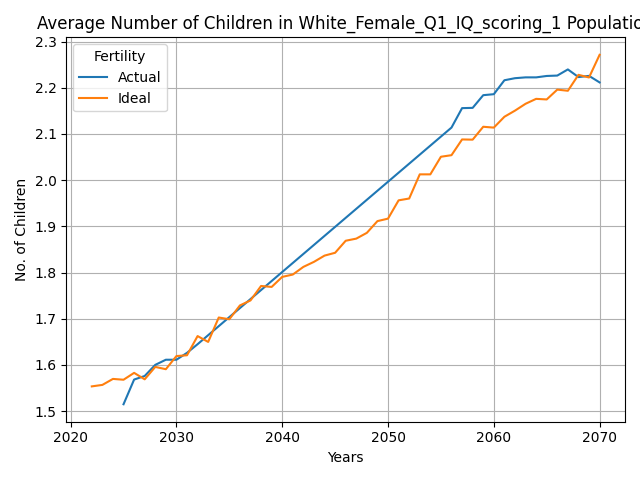 Average Number of Children in White_Female_Q1_IQ_scoring_1 Populatio
2.3
2.2
2.1
2.0
1.9
1.8
1.7
1.6
1.5
No. of Children
Fertility
Actual
Ideal
2020 2030 2040 2050 2060 2070
Years